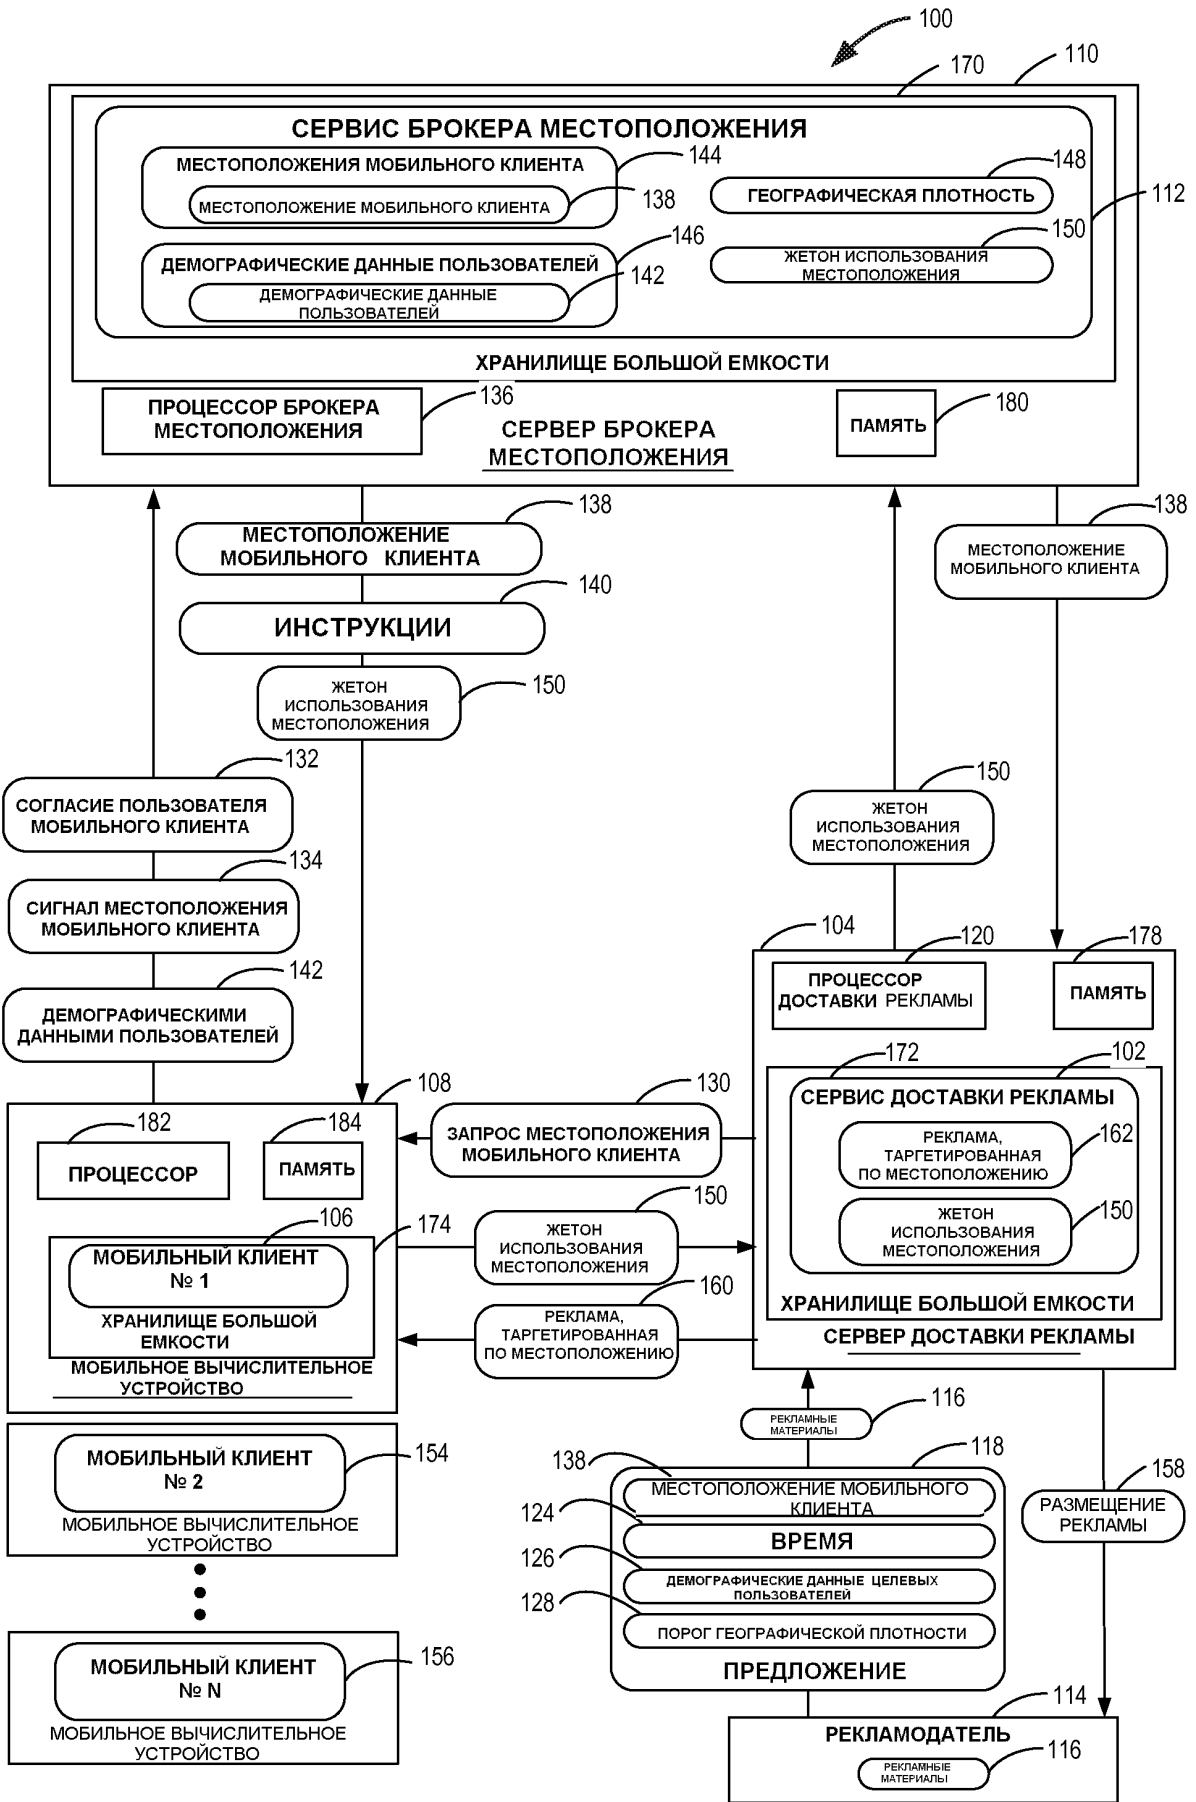 100
110
170
СЕРВИС БРОКЕРА МЕСТОПОЛОЖЕНИЯ
МЕСТОПОЛОЖЕНИЯ МОБИЛЬНОГО КЛИЕНТА
144
МЕСТОПОЛОЖЕНИЕ МОБИЛЬНОГО КЛИЕНТА
138
148
ГЕОГРАФИЧЕСКАЯ ПЛОТНОСТЬ
112
146
ДЕМОГРАФИЧЕСКИЕ ДАННЫЕ ПОЛЬЗОВАТЕЛЕЙ
142
ДЕМОГРАФИЧЕСКИЕ ДАННЫЕ
ПОЛЬЗОВАТЕЛЕЙ
150
ЖЕТОН ИСПОЛЬЗОВАНИЯ
МЕСТОПОЛОЖЕНИЯ
ХРАНИЛИЩЕ БОЛЬШОЙ ЕМКОСТИ
ПРОЦЕССОР БРОКЕРА
МЕСТОПОЛОЖЕНИЯ
136
СЕРВЕР БРОКЕРА
МЕСТОПОЛОЖЕНИЯ
ПАМЯТЬ
180
138
МЕСТОПОЛОЖЕНИЕ
МОБИЛЬНОГО КЛИЕНТА
140
ИНСТРУКЦИИ
150
ЖЕТОН
ИСПОЛЬЗОВАНИЯ
МЕСТОПОЛОЖЕНИЯ
138
МЕСТОПОЛОЖЕНИЕ
МОБИЛЬНОГО КЛИЕНТА
132
СОГЛАСИЕ ПОЛЬЗОВАТЕЛЯ
МОБИЛЬНОГО КЛИЕНТА
134
СИГНАЛ МЕСТОПОЛОЖЕНИЯ
МОБИЛЬНОГО КЛИЕНТА
142
ДЕМОГРАФИЧЕСКИМИ
ДАННЫМИ ПОЛЬЗОВАТЕЛЕЙ
150
ЖЕТОН
ИСПОЛЬЗОВАНИЯ
МЕСТОПОЛОЖЕНИЯ
104
120
178
ПРОЦЕССОР
ДОСТАВКИ РЕКЛАМЫ
ПАМЯТЬ
172
102
СЕРВИС ДОСТАВКИ РЕКЛАМЫ
РЕКЛАМА,
ТАРГЕТИРОВАННАЯ
ПО МЕСТОПОЛОЖЕНИЮ
162
ЖЕТОН
ИСПОЛЬЗОВАНИЯ
МЕСТОПОЛОЖЕНИЯ
150
ХРАНИЛИЩЕ БОЛЬШОЙ ЕМКОСТИ
СЕРВЕР ДОСТАВКИ РЕКЛАМЫ
108
182
ПРОЦЕССОР
184
ПАМЯТЬ
106
174
МОБИЛЬНЫЙ КЛИЕНТ
№ 1
ХРАНИЛИЩЕ БОЛЬШОЙ
ЕМКОСТИ
МОБИЛЬНОЕ ВЫЧИСЛИТЕЛЬНОЕ
УСТРОЙСТВО
130
ЗАПРОС МЕСТОПОЛОЖЕНИЯ
МОБИЛЬНОГО КЛИЕНТА
150
ЖЕТОН
ИСПОЛЬЗОВАНИЯ
МЕСТОПОЛОЖЕНИЯ
160
РЕКЛАМА,
ТАРГЕТИРОВАННАЯ
ПО МЕСТОПОЛОЖЕНИЮ
МОБИЛЬНЫЙ КЛИЕНТ
№ 2
154
МОБИЛЬНОЕ ВЫЧИСЛИТЕЛЬНОЕ
УСТРОЙСТВО
МОБИЛЬНЫЙ КЛИЕНТ
№ N
156
МОБИЛЬНОЕ ВЫЧИСЛИТЕЛЬНОЕ
УСТРОЙСТВО
РЕКЛАМНЫЕ
МАТЕРИАЛЫ
116
118
138
МЕСТОПОЛОЖЕНИЕ МОБИЛЬНОГО
КЛИЕНТА
124
ВРЕМЯ
126
ДЕМОГРАФИЧЕСКИЕ ДАННЫЕ ЦЕЛЕВЫХ
ПОЛЬЗОВАТЕЛЕЙ
128
ПОРОГ ГЕОГРАФИЧЕСКОЙ ПЛОТНОСТИ
ПРЕДЛОЖЕНИЕ
158
РАЗМЕЩЕНИЕ
РЕКЛАМЫ
114
РЕКЛАМОДАТЕЛЬ
РЕКЛАМНЫЕ
МАТЕРИАЛЫ
116